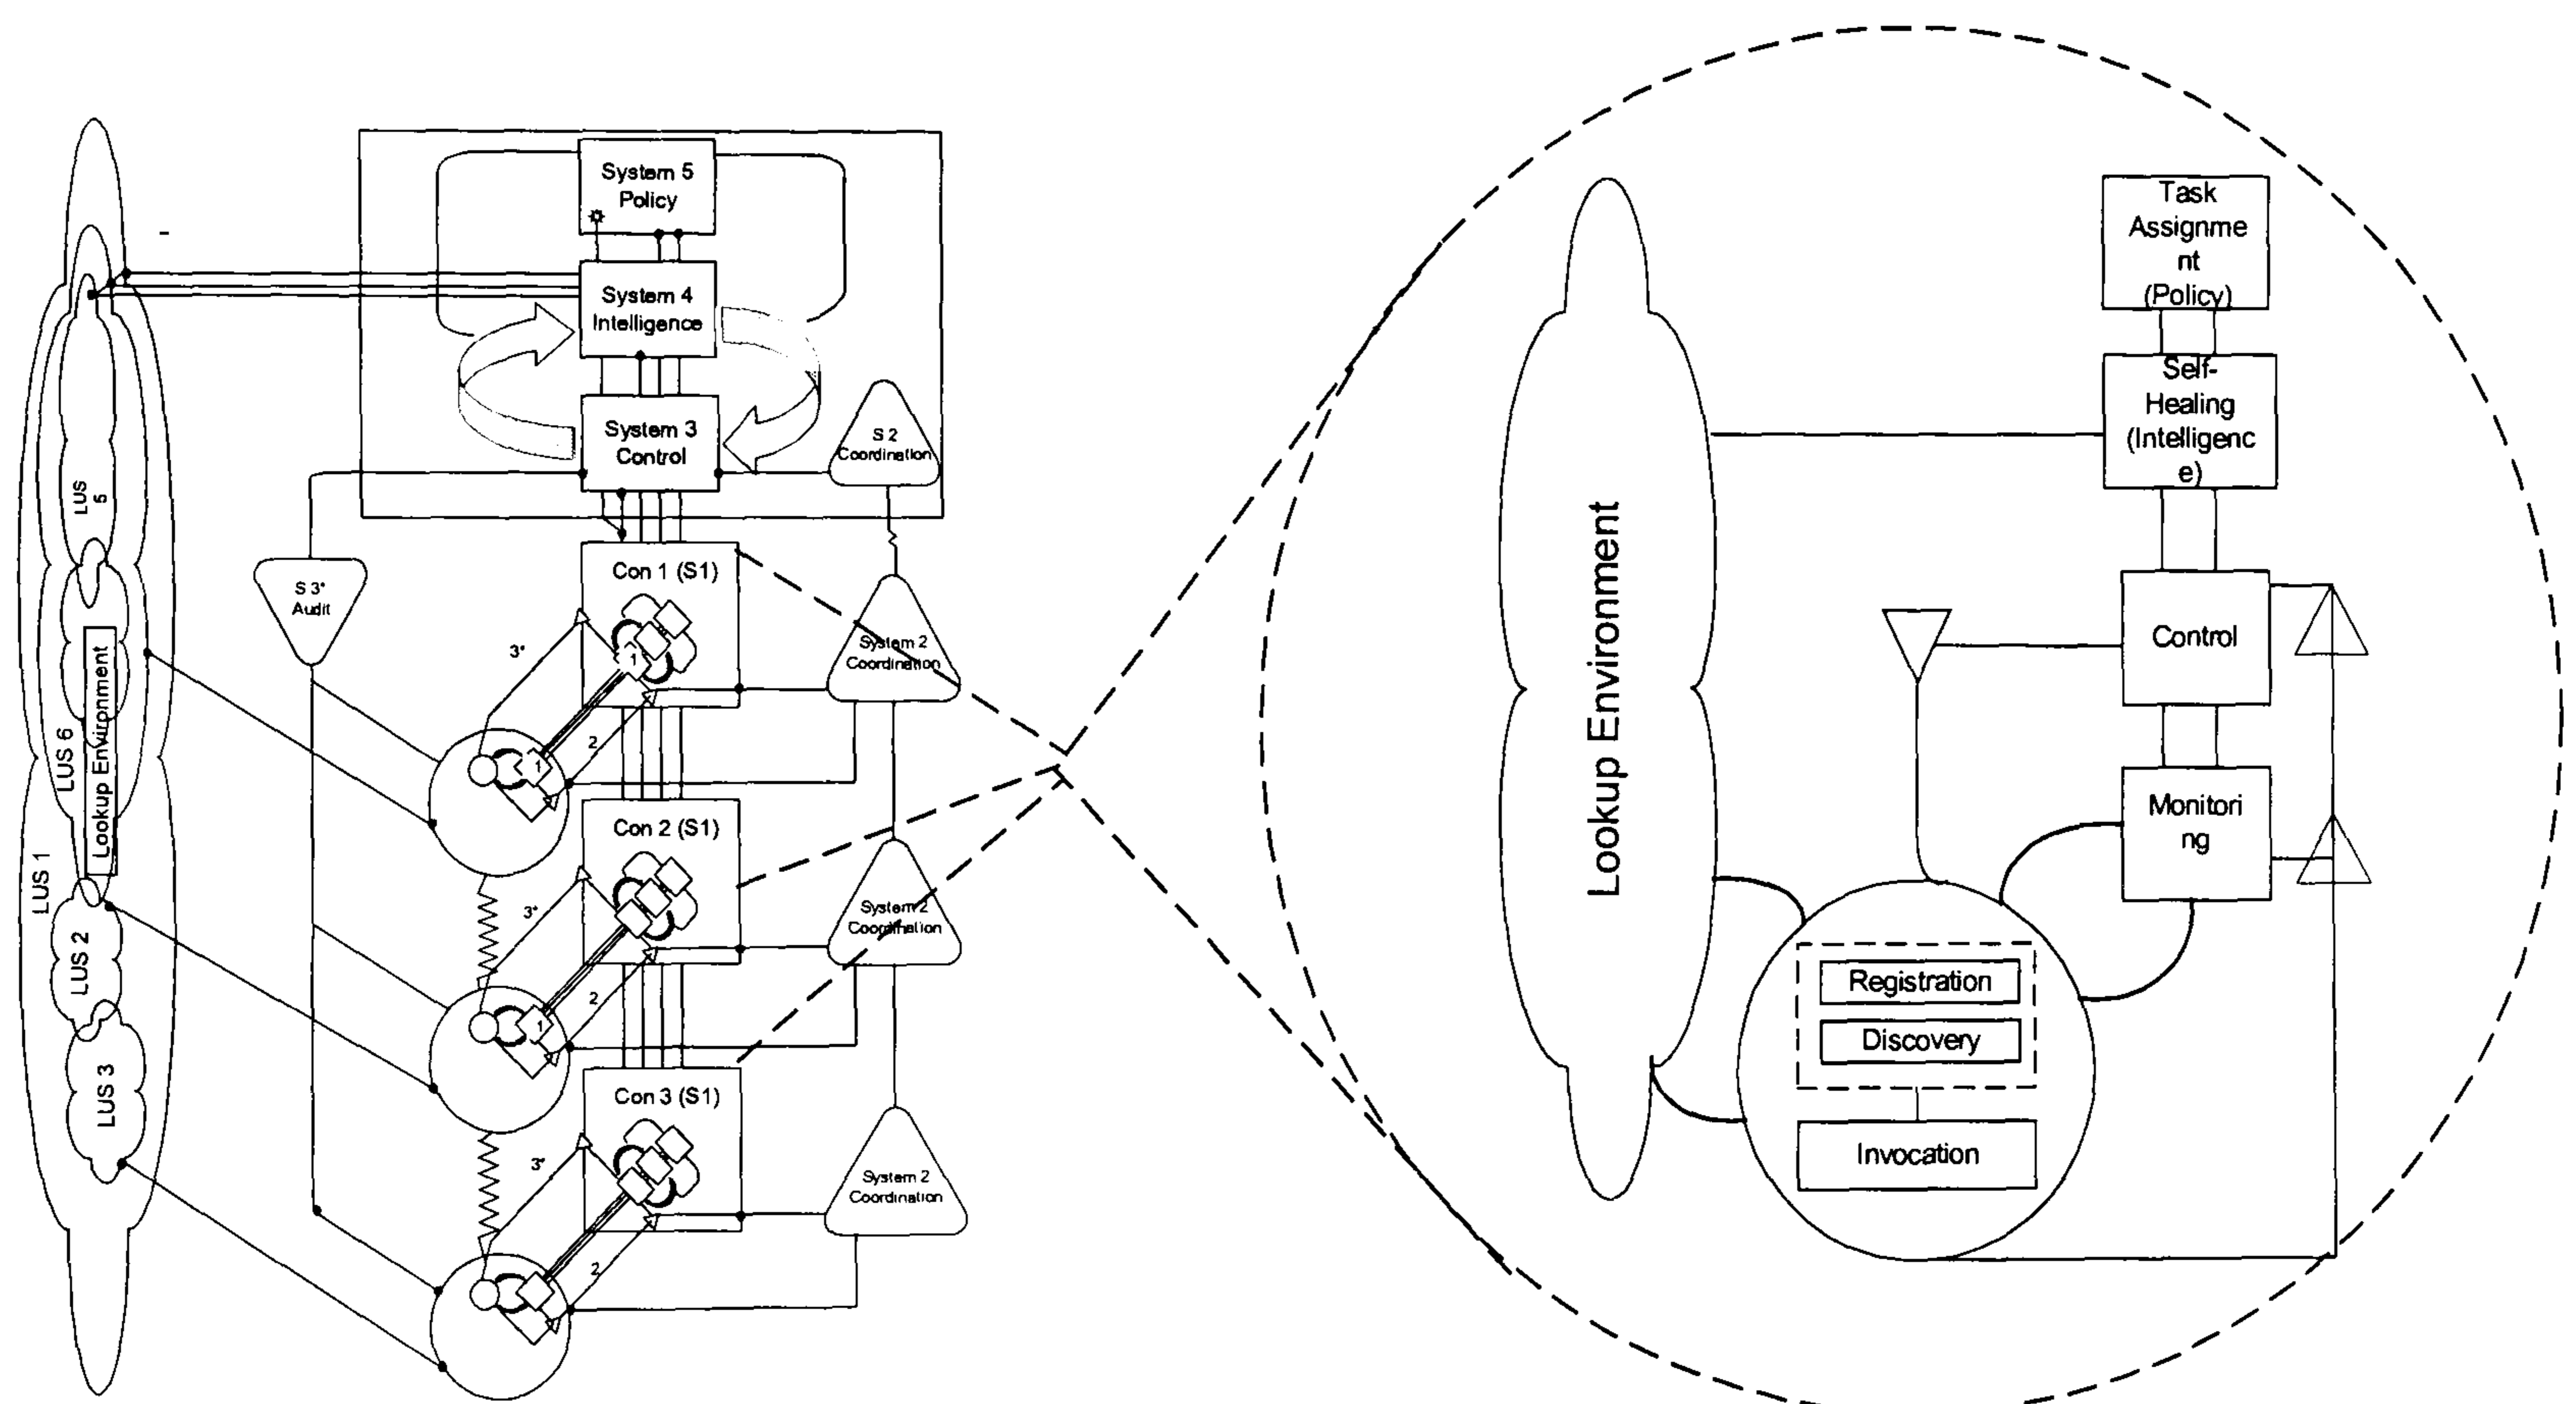 System 5
Policy
System 4
Intelligence
System 3
Control
S 2
Coordination
S 3*
Audit
LUS
5
LUS 6
Lookup Environment
LUS 1
LUS 2
LUS 3
Con 1 (S1)
3*
1
1
2
System 2
Coordination
Con 2 (S1)
3*
1
2
System 2
Coordination
Con 3 (S1)
3*
2
System 2
Coordination
Lookup Environment
Task
Assignme
nt
(Policy)
Self-
Healing
(Intelligenc
e)
Control
Monitori
ng
Registration
Discovery
Invocation